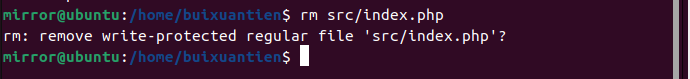 mirror@ubuntu:/home/buixuantien$ rm src/index.php
rm: remove write-protected regular file 'src/index.php'?
mirror@ubuntu:/home/buixuantien$